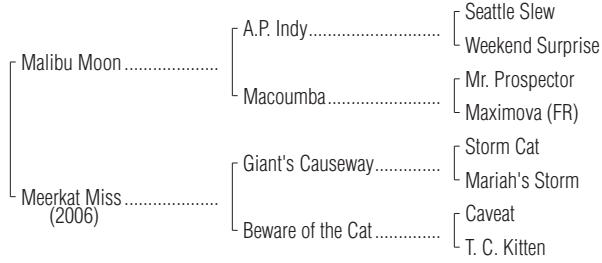 Seattle Slew
A.P. Indy..............................
Weekend Surprise
Malibu Moon .....................
Mr. Prospector
Macoumba..........................
Maximova (FR)
Storm Cat
Giant's Causeway...............
Mariah's Storm
Meerkat Miss .....................
(2006)
Caveat
Beware of the Cat...............
T. C. Kitten